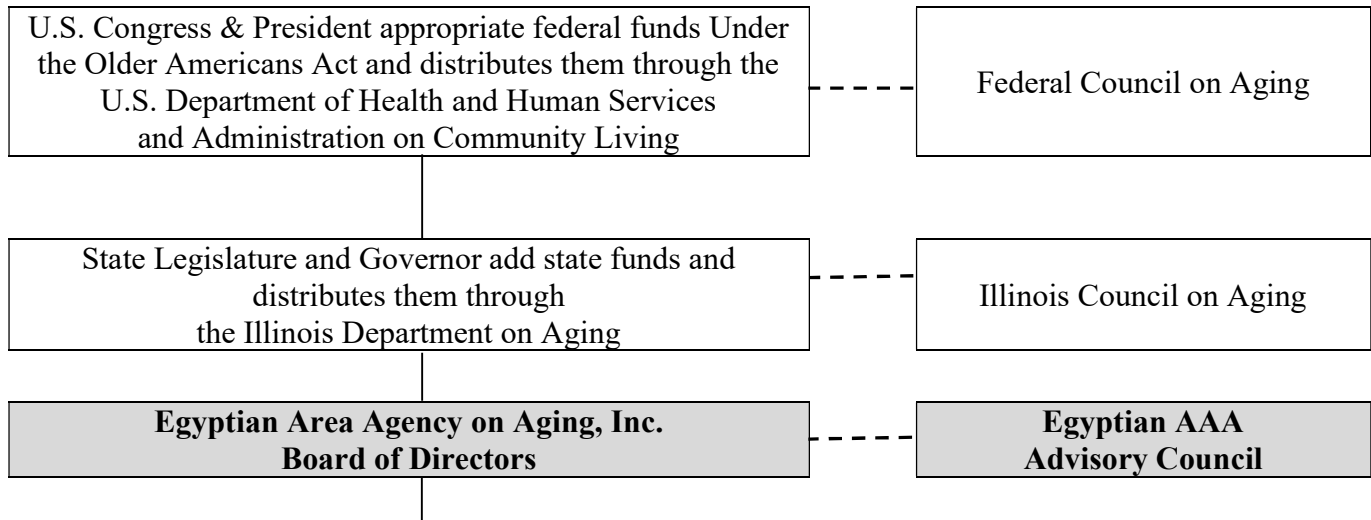 U.S. Congress & President appropriate federal funds Under
the Older Americans Act and distributes them through the
U.S. Department of Health and Human Services
and Administration on Community Living
Federal Council on Aging
State Legislature and Governor add state funds and
distributes them through
the Illinois Department on Aging
Illinois Council on Aging
Egyptian Area Agency on Aging, Inc.
Board of Directors
Egyptian AAA
Advisory Council